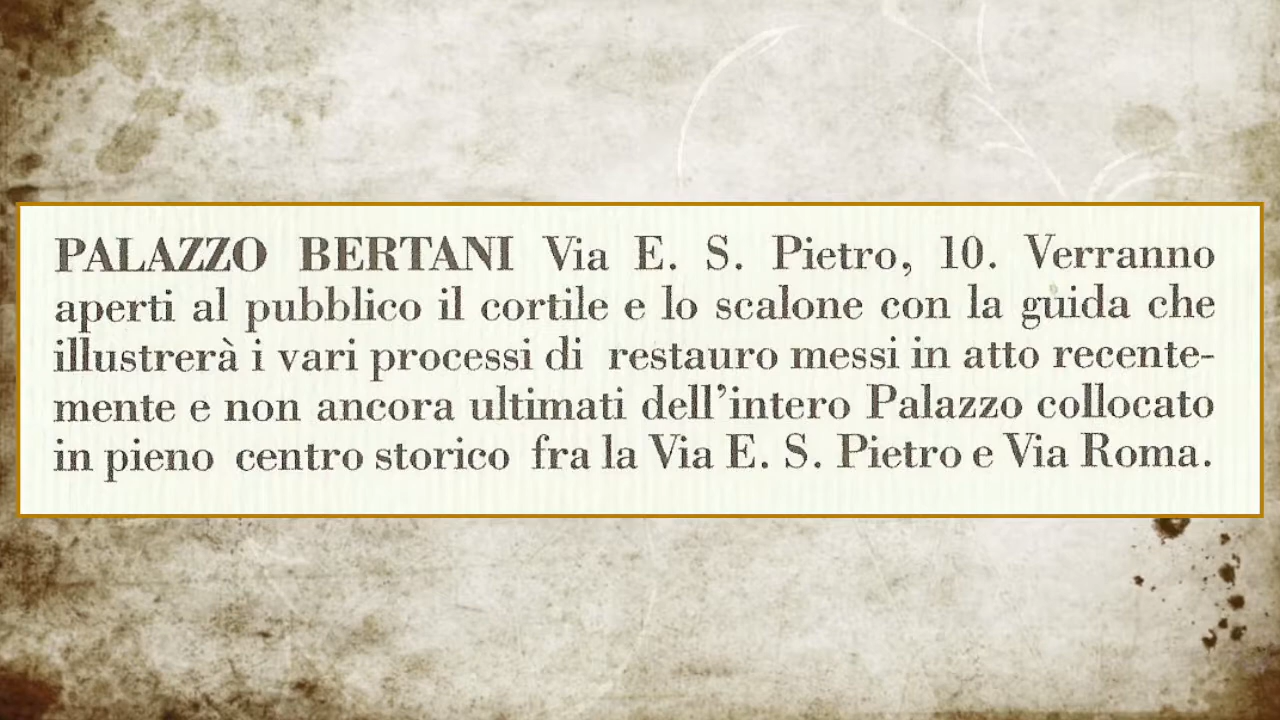 PALAZZO BERTANI Via E. S. Pietro, 10. Verranno
aperti al pubblico il cortile e lo scalone con la guida che
illustrerà i vari processi di restauro messi in atto recente-
mente e non ancora ultimati dell'intero Palazzo collocato
in pieno centro storico fra la Via E. S. Pietro e Via Roma.